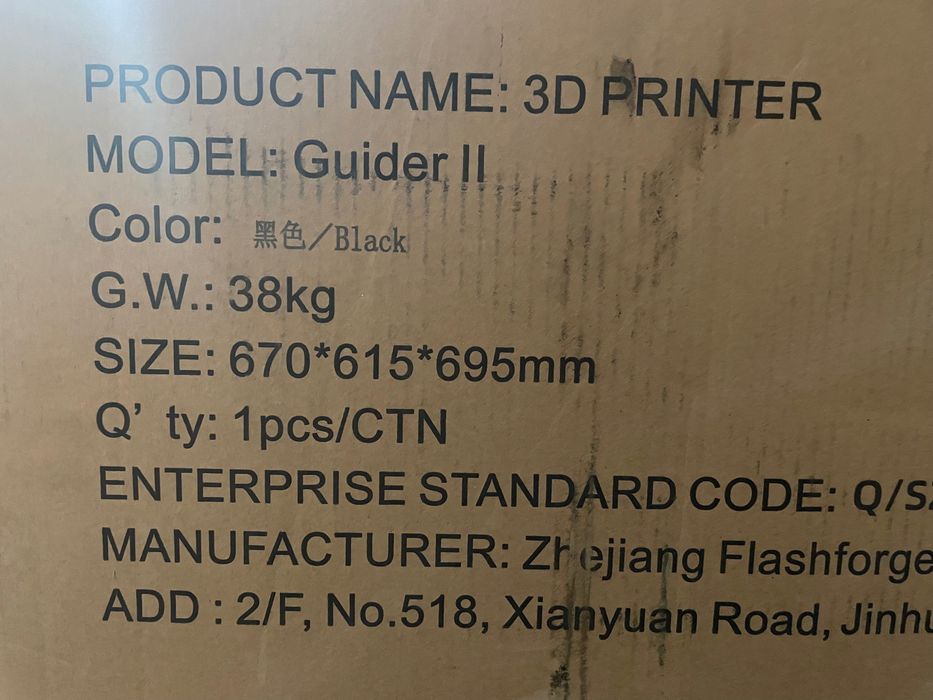 PRODUCT NAME: 3D PRINTER
MODEL: Guider II
Color: 黑色/Black
G.W.: 38kg
SIZE: 670*615*695mm
Q' ty: 1pcs/CTN
ENTERPRISE STANDARD CODE:
MANUFACTURER: Zhejiang Flashforge
ADD : 2/F, No.518, Xianyuan Road,